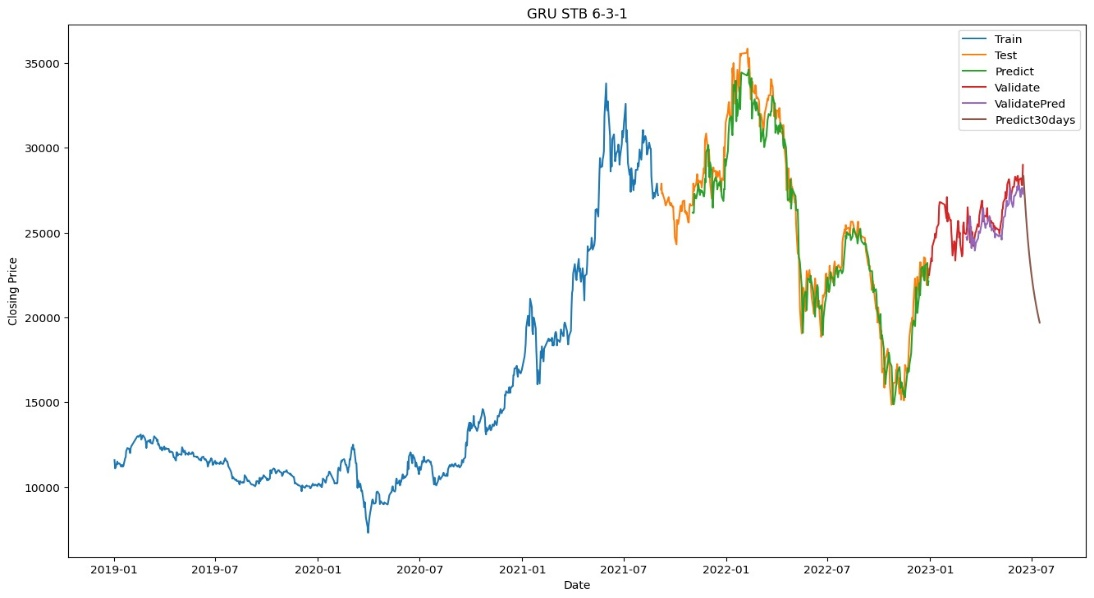 GRU STB 6-3-1
Train
Test
Predict
Validate
ValidatePred
Predict30days
35000
30000
25000
20000
15000
10000
Closing Price
2019-01 2019-07 2020-01 2020-07 2021-01 2021-07 2022-01 2022-07 2023-01 2023-07
Date